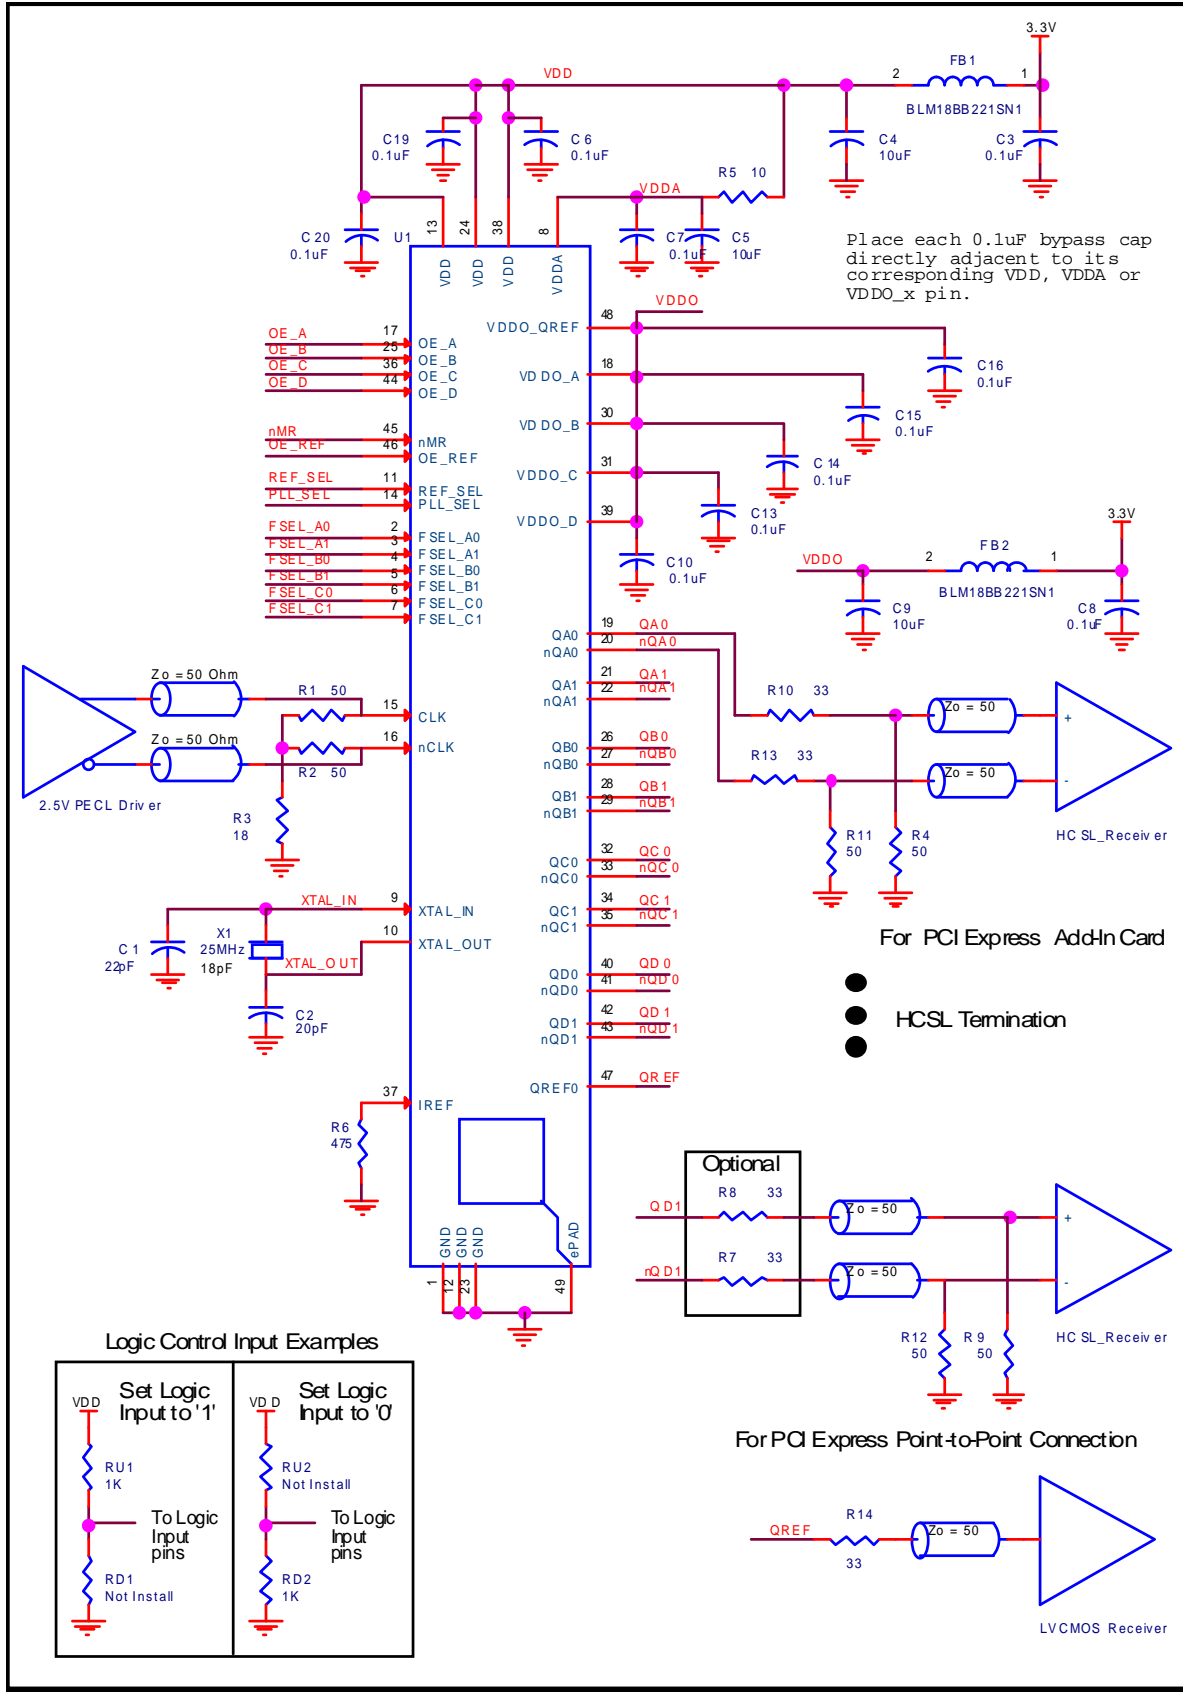 3.3V
VDD
2
FB1
1
BLM18BB221SN1
C19
0.1uF
C6
0.1uF
C4
10uF
C3
0.1uF
R5 10
VDDA
C20
0.1uF
U1
13
24
38
8
C7
0.1uF
C5
10uF
Place each 0.1uF bypass cap
directly adjacent to its
corresponding VDD, VDDA or
VDDO_x pin.
VDD
VDD
VDD
VDDA
VDDO
OE_A 17 OE_A
OE_B 25 OE_B
OE_C 36 OE_C
OE_D 44 OE_D
nMR 45 nMR
OE_REF 46 OE_REF
REF_SEL 11 REF_SEL
PLL_SEL 14 PLL_SEL
FSEL_A0 2 FSEL_A0
FSEL_A1 3 FSEL_A1
FSEL_B0 4 FSEL_B0
FSEL_B1 5 FSEL_B1
FSEL_C0 6 FSEL_C0
FSEL_C1 7 FSEL_C1
VDDO_QREF 48
VDDO_A 18
VDDO_B 30
VDDO_C 31
VDDO_D 39
C16
0.1uF
C15
0.1uF
C14
0.1uF
C13
0.1uF
C10
0.1uF
3.3V
VDDO
2
FB2
1
BLM18BB221SN1
C9
10uF
C8
0.1uF
QA0 19 QA0
nQA0 20 nQA0
QA1 21 QA1
nQA1 22 nQA1
QB0 26 QB0
nQB0 27 nQB0
QB1 28 QB1
nQB1 29 nQB1
QC0 32 QC0
nQC0 33 nQC0
QC1 34 QC1
nQC1 35 nQC1
QD0 40 QD0
nQD0 41 nQD0
QD1 42 QD1
nQD1 43 nQD1
QREF0 47 QREF
Zo = 50 Ohm
R1 50
15 CLK
16 nCLK
Zo = 50 Ohm
R2 50
2.5V PECL Driver
R3
18
R10 33
Zo = 50
+
R13 33
Zo = 50
-
R11
50
R4
50
HCSL_Receiver
XTAL_IN 9 XTAL_IN
10 XTAL_OUT
C1
22pF
X1
25MHz
18pF
XTAL_OUT
C2
20pF
For PCI Express Add-In Card
HCSL Termination
37 IREF
R6
475
GND
GND
GND
ePAD
1
12
23
49
Optional
QD1
R8 33
Zo = 50
+
nQD1
R7 33
Zo = 50
-
R12
50
R9
50
HCSL_Receiver
For PCI Express Point-to-Point Connection
Logic Control Input Examples
VDD
Set Logic
Input to '1'
RU1
1K
To Logic
Input
pins
RD1
Not Install
VDD
Set Logic
Input to '0'
RU2
Not Install
To Logic
Input
pins
RD2
1K
QREF
R14
33
Zo = 50
LVCMOS Receiver